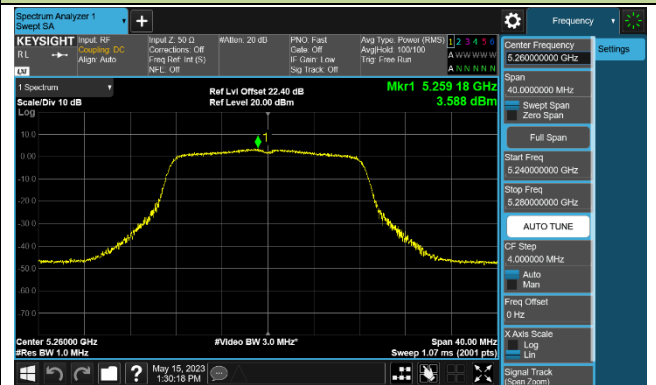 Spectrum Analyzer 1
Swept SA
+
Frequency
KEYSIGHT
RL
LXI
Input: RF
Coupling: DC
Align: Auto
Input Z: 50 Ω
Corrections: Off
Freq Ref: Int (S)
NFE: Off
#Atten: 20 dB
PNO: Fast
Gate: Off
IF Gain: Low
Sig Track: Off
Avg Type: Power (RMS)
Avg|Hold: 100/100
Trig: Free Run
1 2 3 4 5 6
A W W W W W
A N N N N N
1 Spectrum
Scale/Div 10 dB
Log
Ref Lvl Offset 22.40 dB
Ref Level 20.00 dBm
Mkr1 5.259 18 GHz
3.588 dBm
1
10.0
0.00
-10.0
-20.0
-30.0
-40.0
-50.0
-60.0
-70.0
Center 5.26000 GHz
#Res BW 1.0 MHz
#Video BW 3.0 MHz*
Span 40.00 MHz
Sweep 1.07 ms (2001 pts)
?
May 15, 2023
1:30:18 PM
Center Frequency
5.260000000 GHz
Settings
Span
40.0000000 MHz
Swept Span
Zero Span
Full Span
Start Freq
5.240000000 GHz
Stop Freq
5.280000000 GHz
AUTO TUNE
CF Step
4.000000 MHz
Auto
Man
Freq Offset
0 Hz
X Axis Scale
Log
Lin
Signal Track
(Span Zoom)